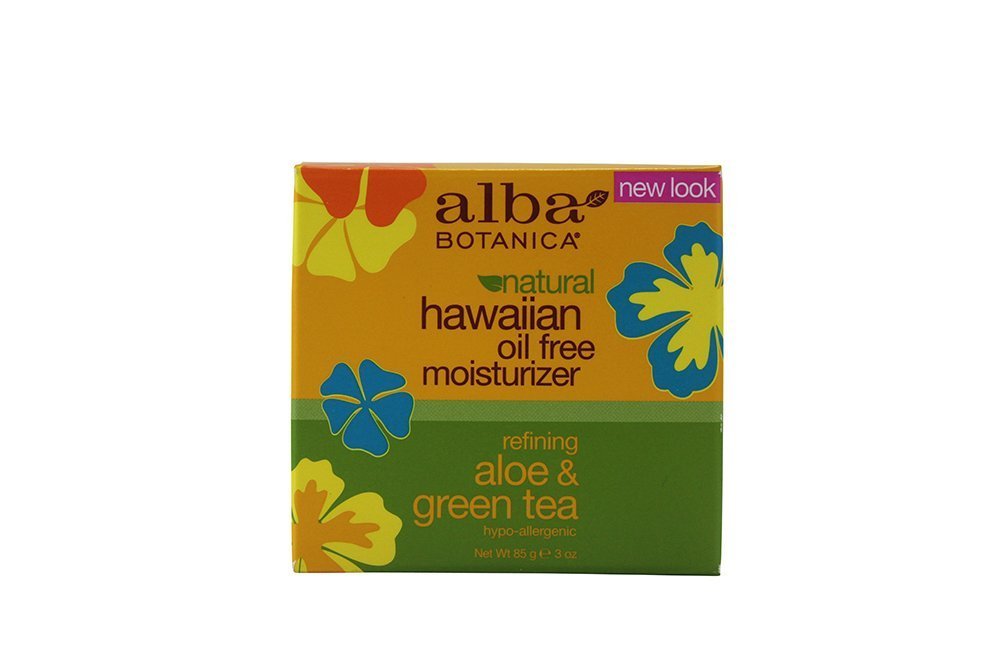 new look
alba
BOTANICA®
natural
hawaiian
oil free
moisturizer
refining
aloe &
green tea
hypo-allergenic
Net Wt 85 g ℮ 3 oz